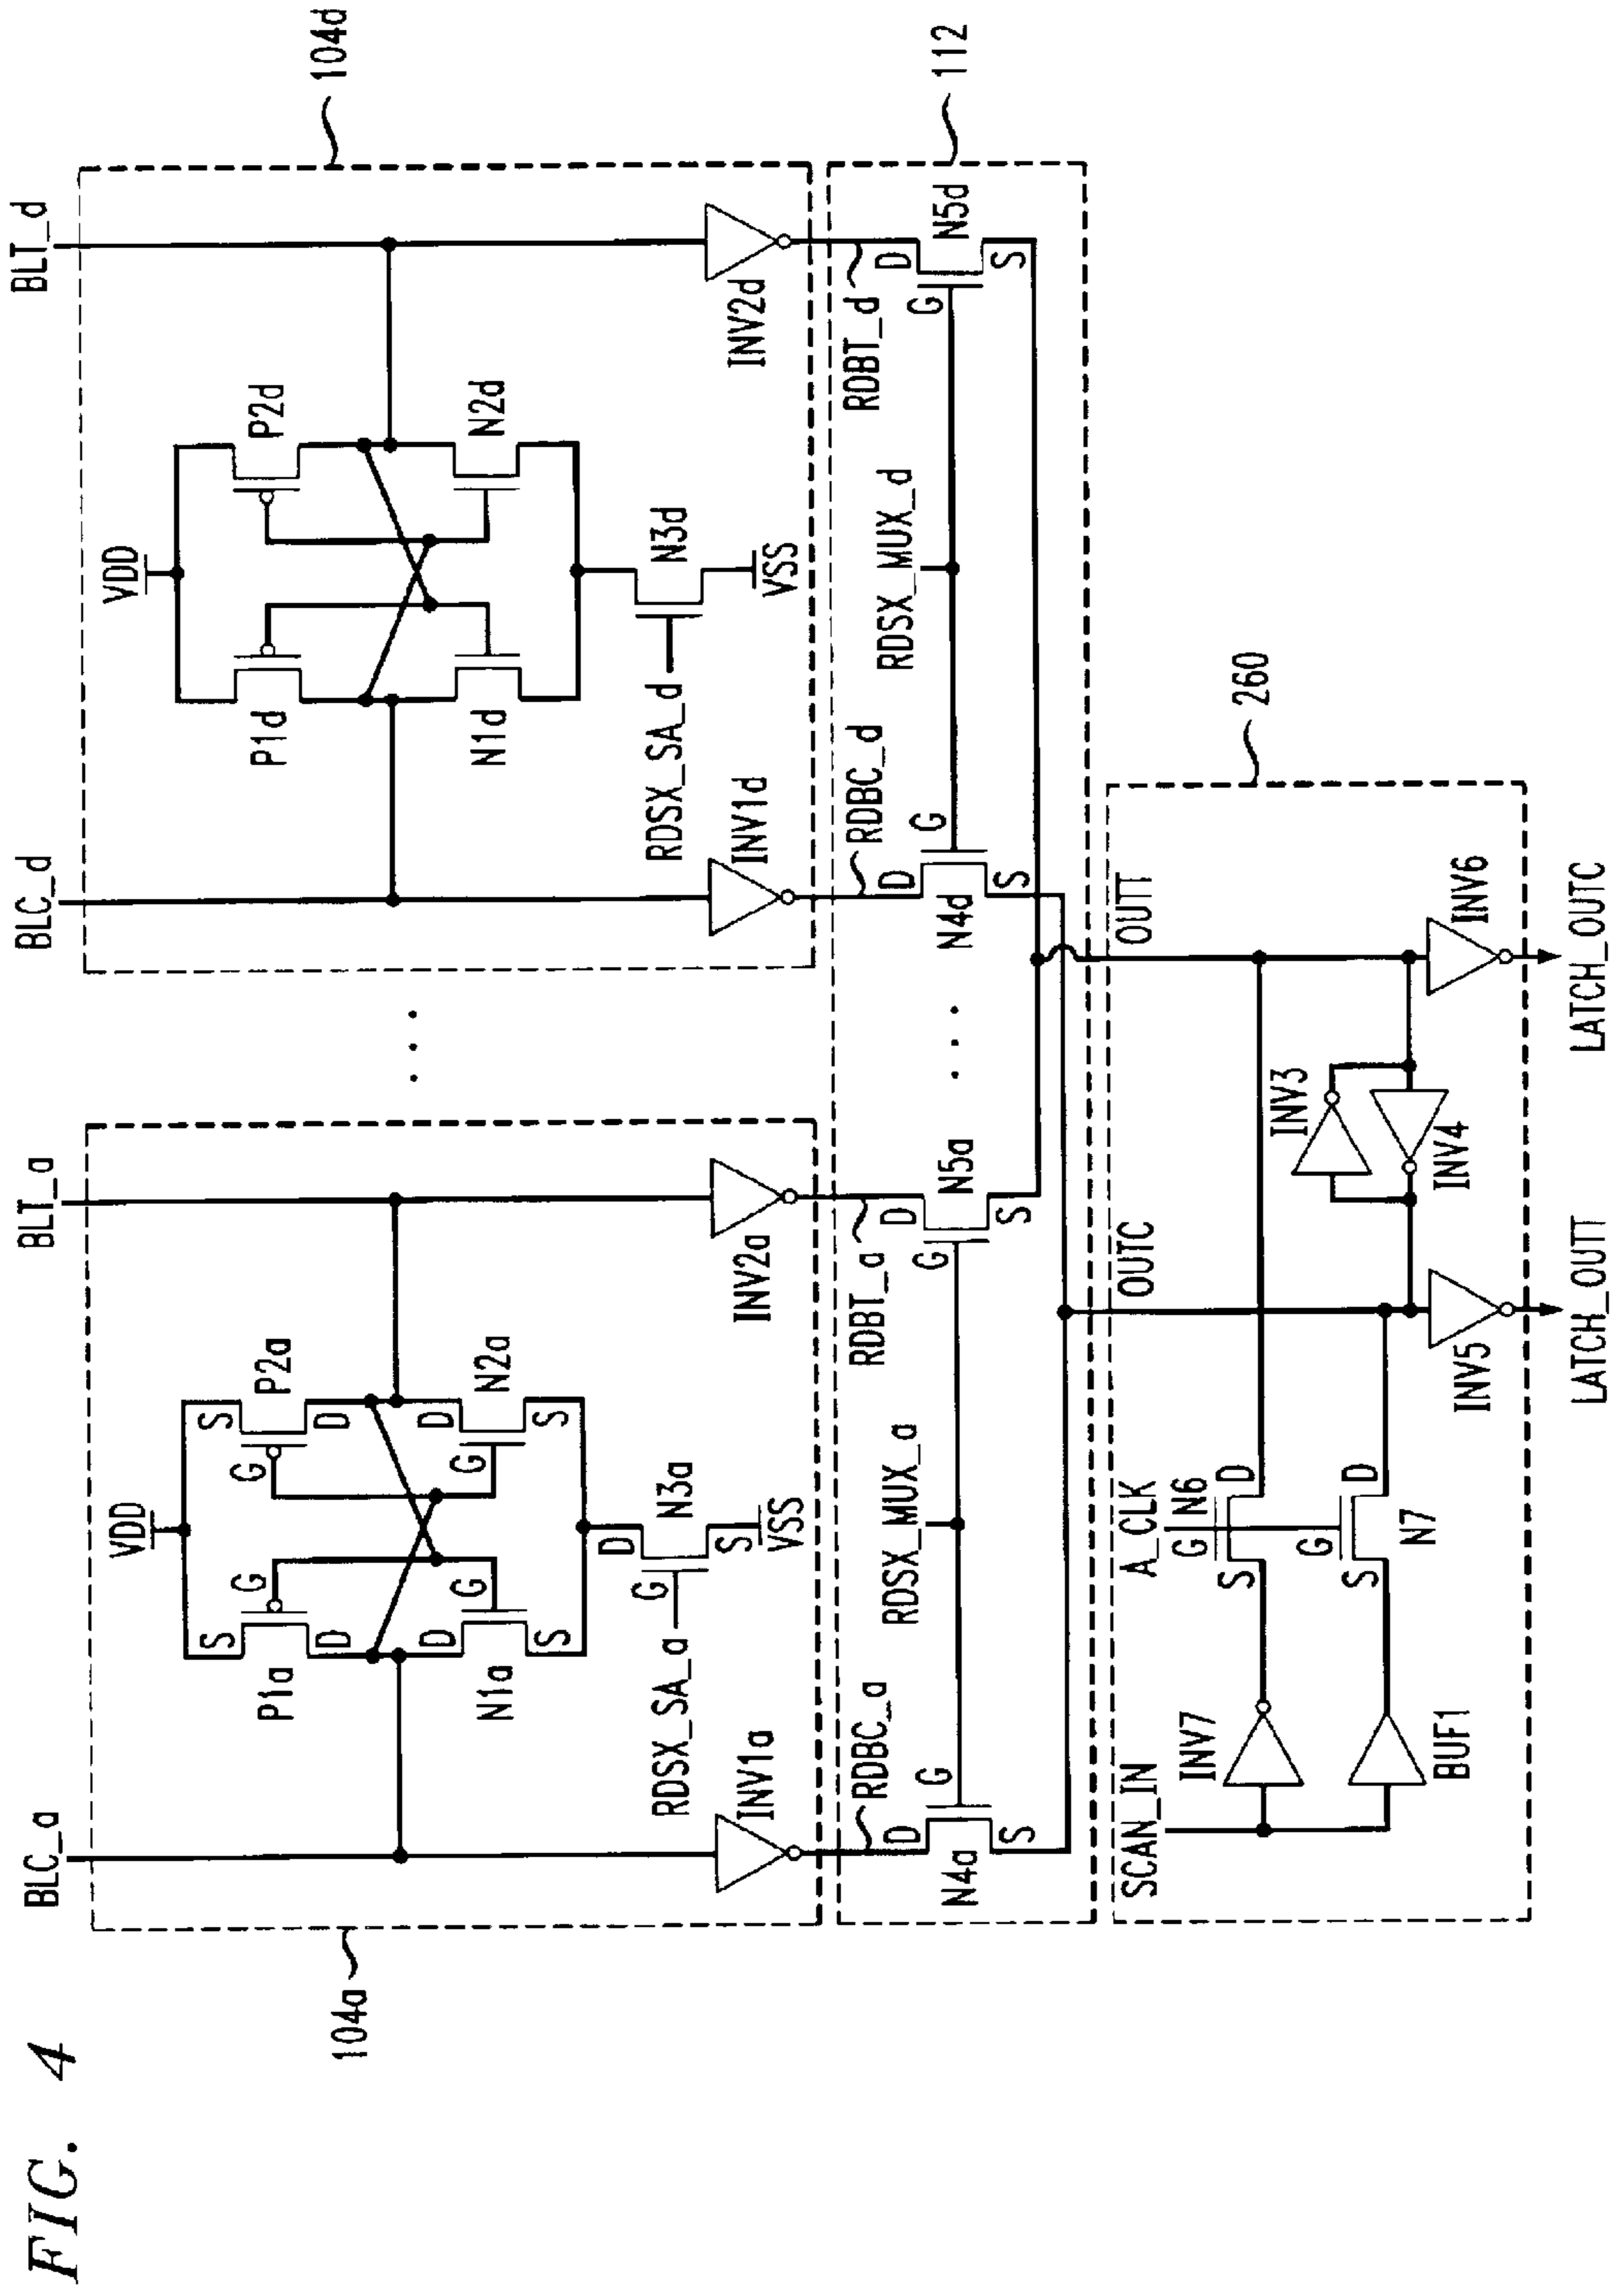 FIG. 4
BLC_a
BLT_a
BLC_d
BLT_d
104a
104d
VDD
VDD
S
S
P1a
G
G
P2a
D
D
P1d
P2d
D
D
N1a
G
G
N2a
S
S
N1d
N2d
RDSX_SA_a
G
D
N3a
S
VSS
RDSX_SA_d
N3d
VSS
INV1a
INV2a
INV1d
INV2d
RDBC_a
RDBT_a
RDBC_d
RDBT_d
112
D
G
S
N4a
RDSX_MUX_a
D
G
S
N5a
D
G
S
N4d
RDSX_MUX_d
D
G
S
N5d
. . .
. . .
260
SCAN_IN
A_CLK
OUTC
OUTT
INV7
G
N6
S
D
BUF1
G
S
D
N7
INV3
INV4
INV5
INV6
LATCH_OUTT
LATCH_OUTC